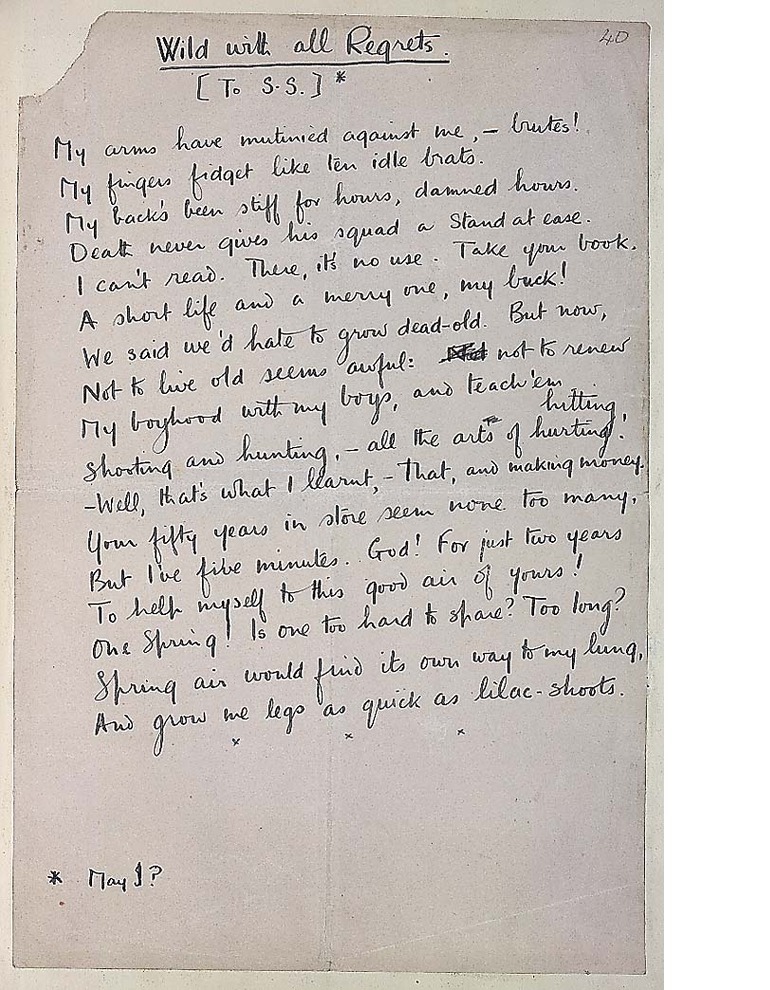 40
Wild with all Regrets.
[To S.S.]*
My arms have mutinied against me, – brutes!
My fingers fidget like ten idle brats.
My back's been stiff for hours, damned hours.
Death never gives his squad a Stand at ease.
I can't read. There, it's no use. Take your book.
A short life and a merry one, my buck!
We said we'd hate to grow dead-old. But now,
Not to live old seems awful: not to renew
My boyhood with my boys, and teach'em
hitting,
Shooting and hunting, – all the arts of hurting!
– Well, that's what I learnt, – That, and making money.
Your fifty years in store seem none too many,
But I've five minutes. God! For just two years
To help myself to this good air of yours!
One Spring! Is one too hard to spare? Too long?
Spring air would find its own way to my lung,
And grow me legs as quick as lilac-shoots.
x x x
* May I?